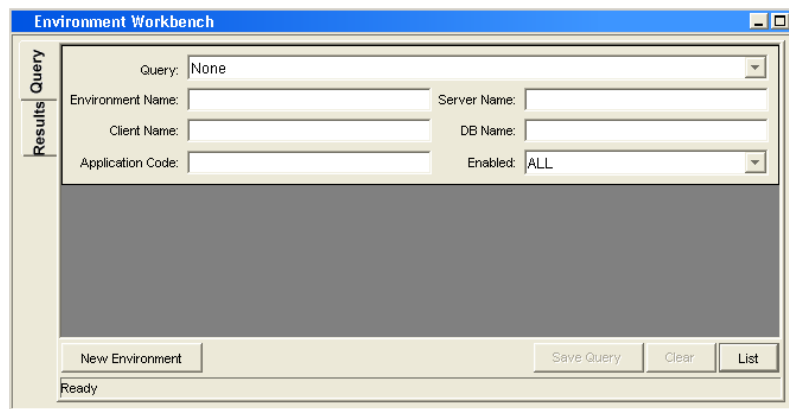 Environment Workbench
Query
Results
Query: None
Environment Name: Server Name:
Client Name: DB Name:
Application Code: Enabled: ALL
New Environment Save Query Clear List
Ready